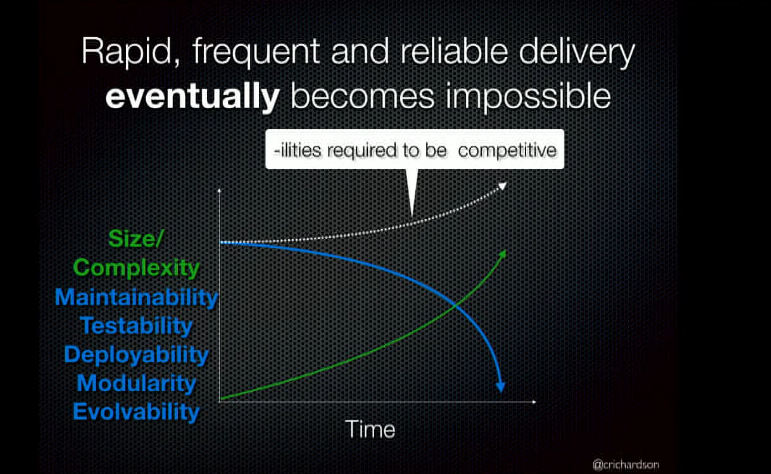 Rapid, frequent and reliable delivery
eventually becomes impossible
-ilities required to be competitive
Size/
Complexity
Maintainability
Testability
Deployability
Modularity
Evolvability
Time
@crichardson